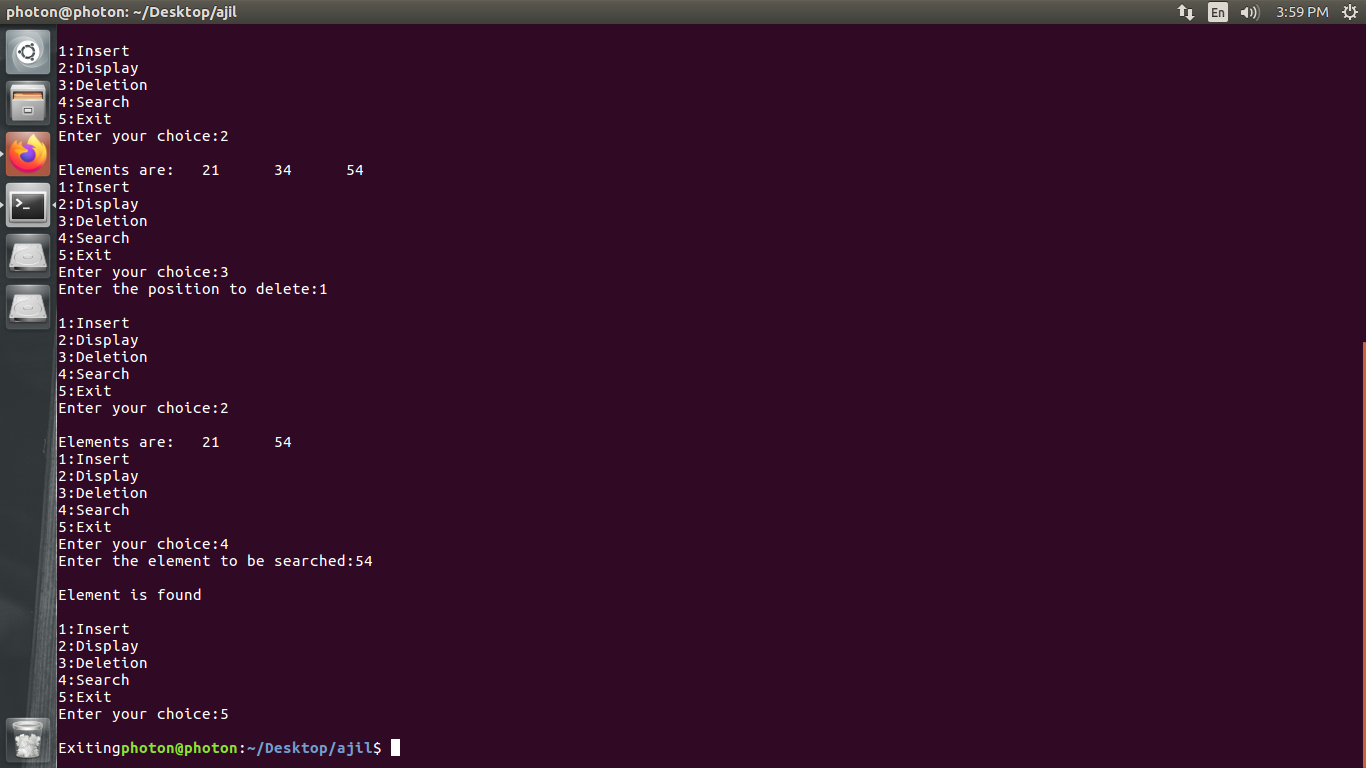 photon@photon: ~/Desktop/ajil
En
3:59 PM
1:Insert
2:Display
3:Deletion
4:Search
5:Exit
Enter your choice:2
Elements are: 21 34 54
1:Insert
2:Display
3:Deletion
4:Search
5:Exit
Enter your choice:3
Enter the position to delete:1
1:Insert
2:Display
3:Deletion
4:Search
5:Exit
Enter your choice:2
Elements are: 21 54
1:Insert
2:Display
3:Deletion
4:Search
5:Exit
Enter your choice:4
Enter the element to be searched:54
Element is found
1:Insert
2:Display
3:Deletion
4:Search
5:Exit
Enter your choice:5
Exitingphoton@photon:~/Desktop/ajil$